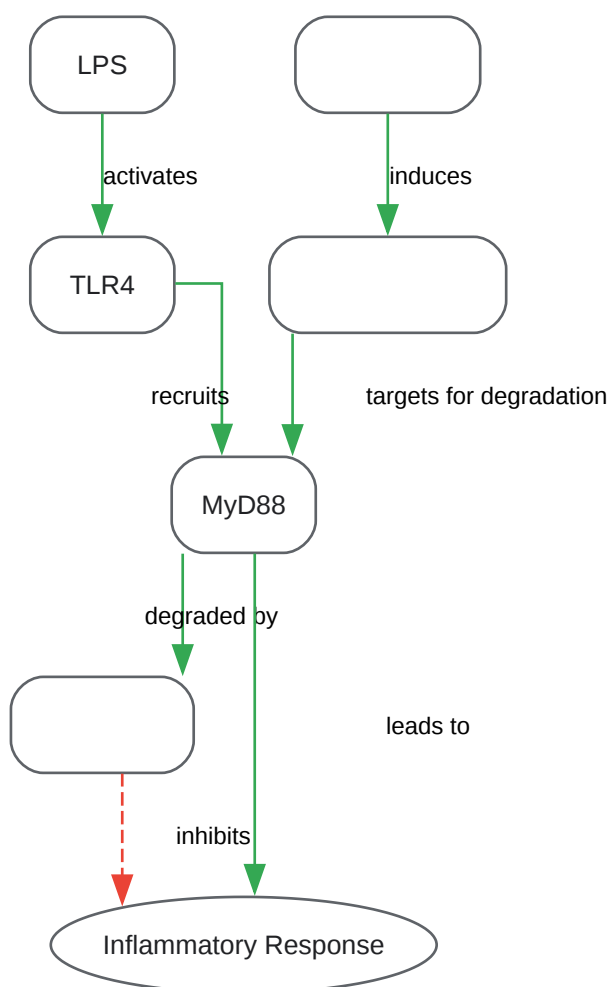 LPS
activates
induces
TLR4
recruits
targets for degradation
MyD88
degraded by
leads to
inhibits
Inflammatory Response